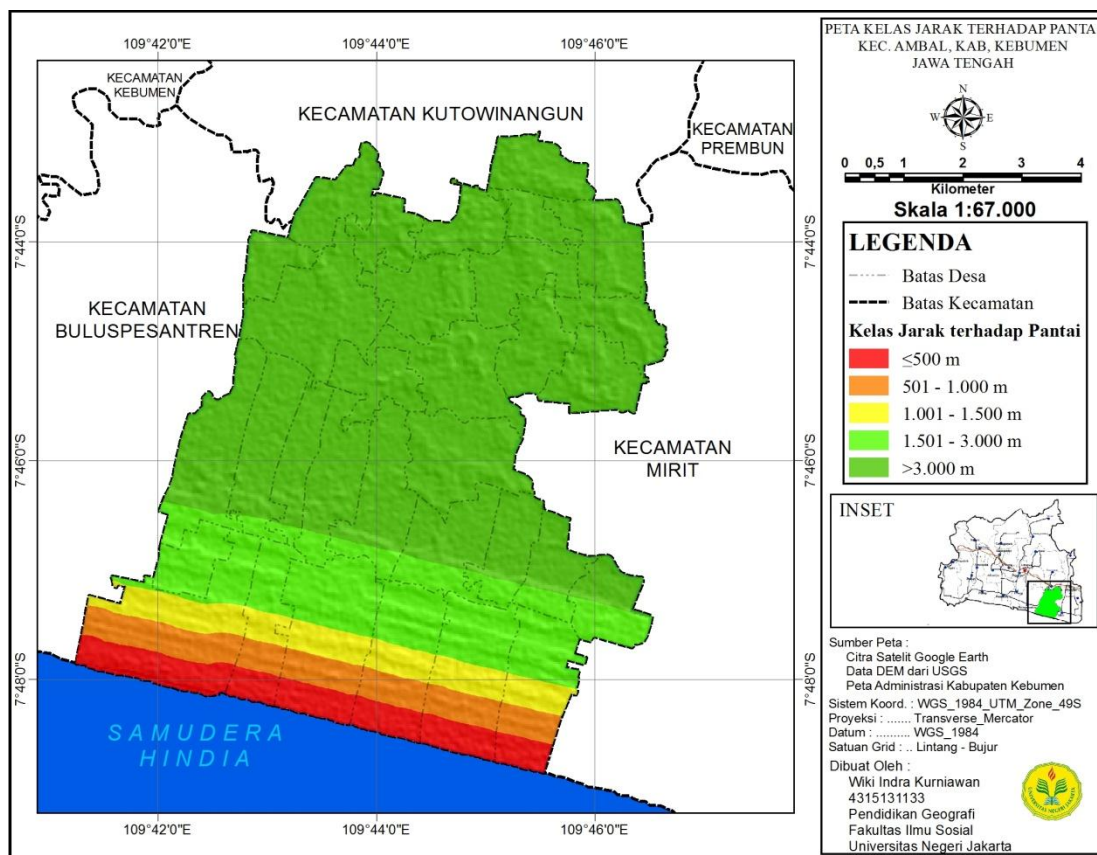 109°42'0"E
109°44'0"E
109°46'0"E
KECAMATAN
KEBUMEN
KECAMATAN KUTOWINANGUN
KECAMATAN
PREMBUN
7°44'0"S
7°44'0"S
KECAMATAN
BULUSPESANTREN
7°46'0"S
7°46'0"S
KECAMATAN
MIRIT
7°48'0"S
7°48'0"S
SAMUDERA
HINDIA
109°42'0"E
109°44'0"E
109°46'0"E
PETA KELAS JARAK TERHADAP PANTA
KEC. AMBAL, KAB, KEBUMEN
JAWA TENGAH
N
W
E
S
0 0,5 1 2 3 4
Kilometer
Skala 1:67.000
LEGENDA
Batas Desa
Batas Kecamatan
Kelas Jarak terhadap Pantai
≤500 m
501 - 1.000 m
1.001 - 1.500 m
1.501 - 3.000 m
>3.000 m
INSET
Sumber Peta :
Citra Satelit Google Earth
Data DEM dari USGS
Peta Administrasi Kabupaten Kebumen
Sistem Koord. : WGS_1984_UTM_Zone_49S
Proyeksi : ....... Transverse_Mercator
Datum : .......... WGS_1984
Satuan Grid : .. Lintang - Bujur
Dibuat Oleh :
Wiki Indra Kurniawan
4315131133
Pendidikan Geografi
Fakultas Ilmu Sosial
Universitas Negeri Jakarta